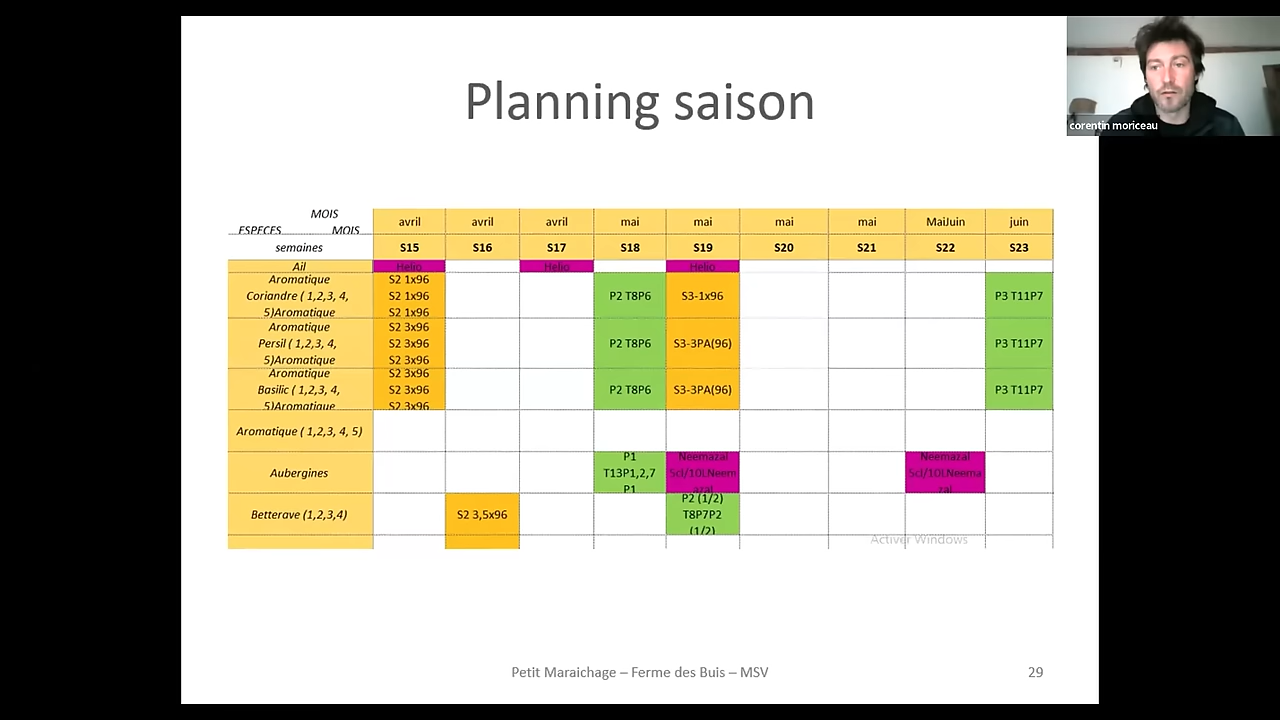 Planning saison
corentin moriceau
MOIS
ESPECES MOIS
avril avril avril mai mai mai mai MaiJuin juin
semaines S15 S16 S17 S18 S19 S20 S21 S22 S23
Ail Helio Helio Helio
Aromatique S2 1x96
Coriandre ( 1,2,3, 4, S2 1x96 P2 T8P6 S3-1x96 P3 T11P7
5)Aromatique S2 1x96
Aromatique S2 3x96
Persil ( 1,2,3, 4, S2 3x96 P2 T8P6 S3-3PA(96) P3 T11P7
5)Aromatique S2 3x96
Aromatique S2 3x96
Basilic ( 1,2,3, 4, S2 3x96 P2 T8P6 S3-3PA(96) P3 T11P7
5)Aromatique S2 3x96
Aromatique ( 1,2,3, 4, 5)
P1 Neemazal Neemazal
Aubergines T13P1,2,7 Scl/10LNeem Scl/10LNeema
P1 azal zal
P2 (1/2)
Betterave (1,2,3,4) S2 3,5x96 T8P7P2
(1/2)
Activer Windows
Petit Maraichage – Ferme des Buis – MSV 29